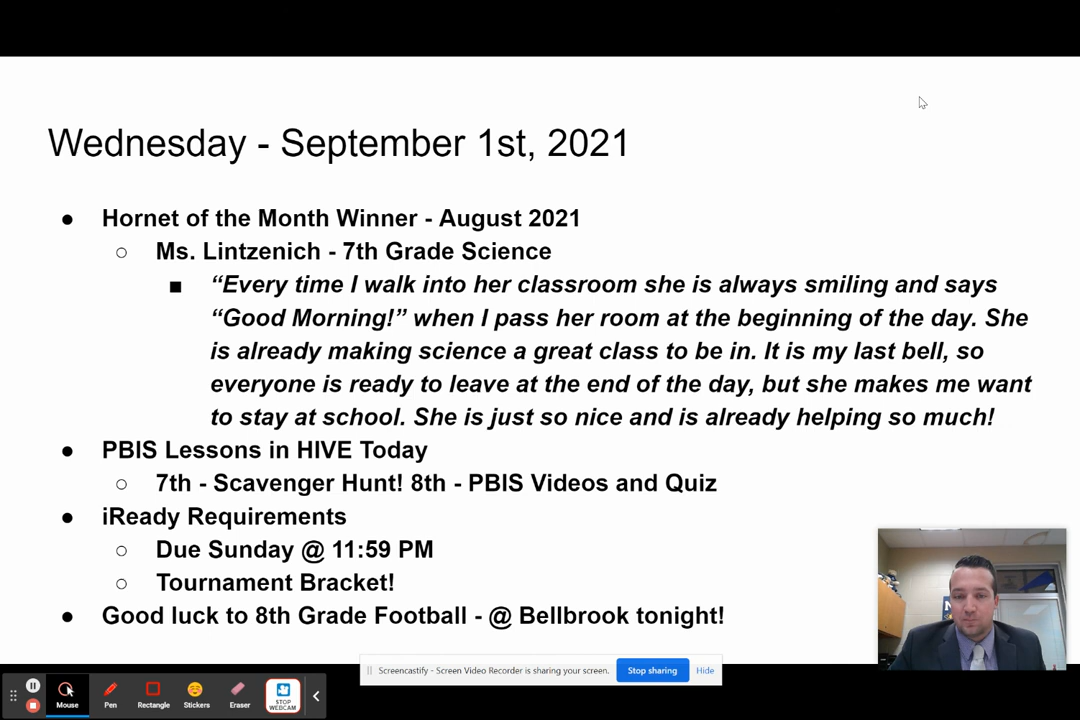 Wednesday - September 1st, 2021
● Hornet of the Month Winner - August 2021
○ Ms. Lintzenich - 7th Grade Science
■ “Every time I walk into her classroom she is always smiling and says
“Good Morning!” when I pass her room at the beginning of the day. She
is already making science a great class to be in. It is my last bell, so
everyone is ready to leave at the end of the day, but she makes me want
to stay at school. She is just so nice and is already helping so much!
● PBIS Lessons in HIVE Today
○ 7th - Scavenger Hunt! 8th - PBIS Videos and Quiz
● iReady Requirements
○ Due Sunday @ 11:59 PM
○ Tournament Bracket!
● Good luck to 8th Grade Football - @ Bellbrook tonight!
Screencastify - Screen Video Recorder is sharing your screen. Stop sharing Hide
Mouse Pen Rectangle Stickers Eraser STOP WEBCAM